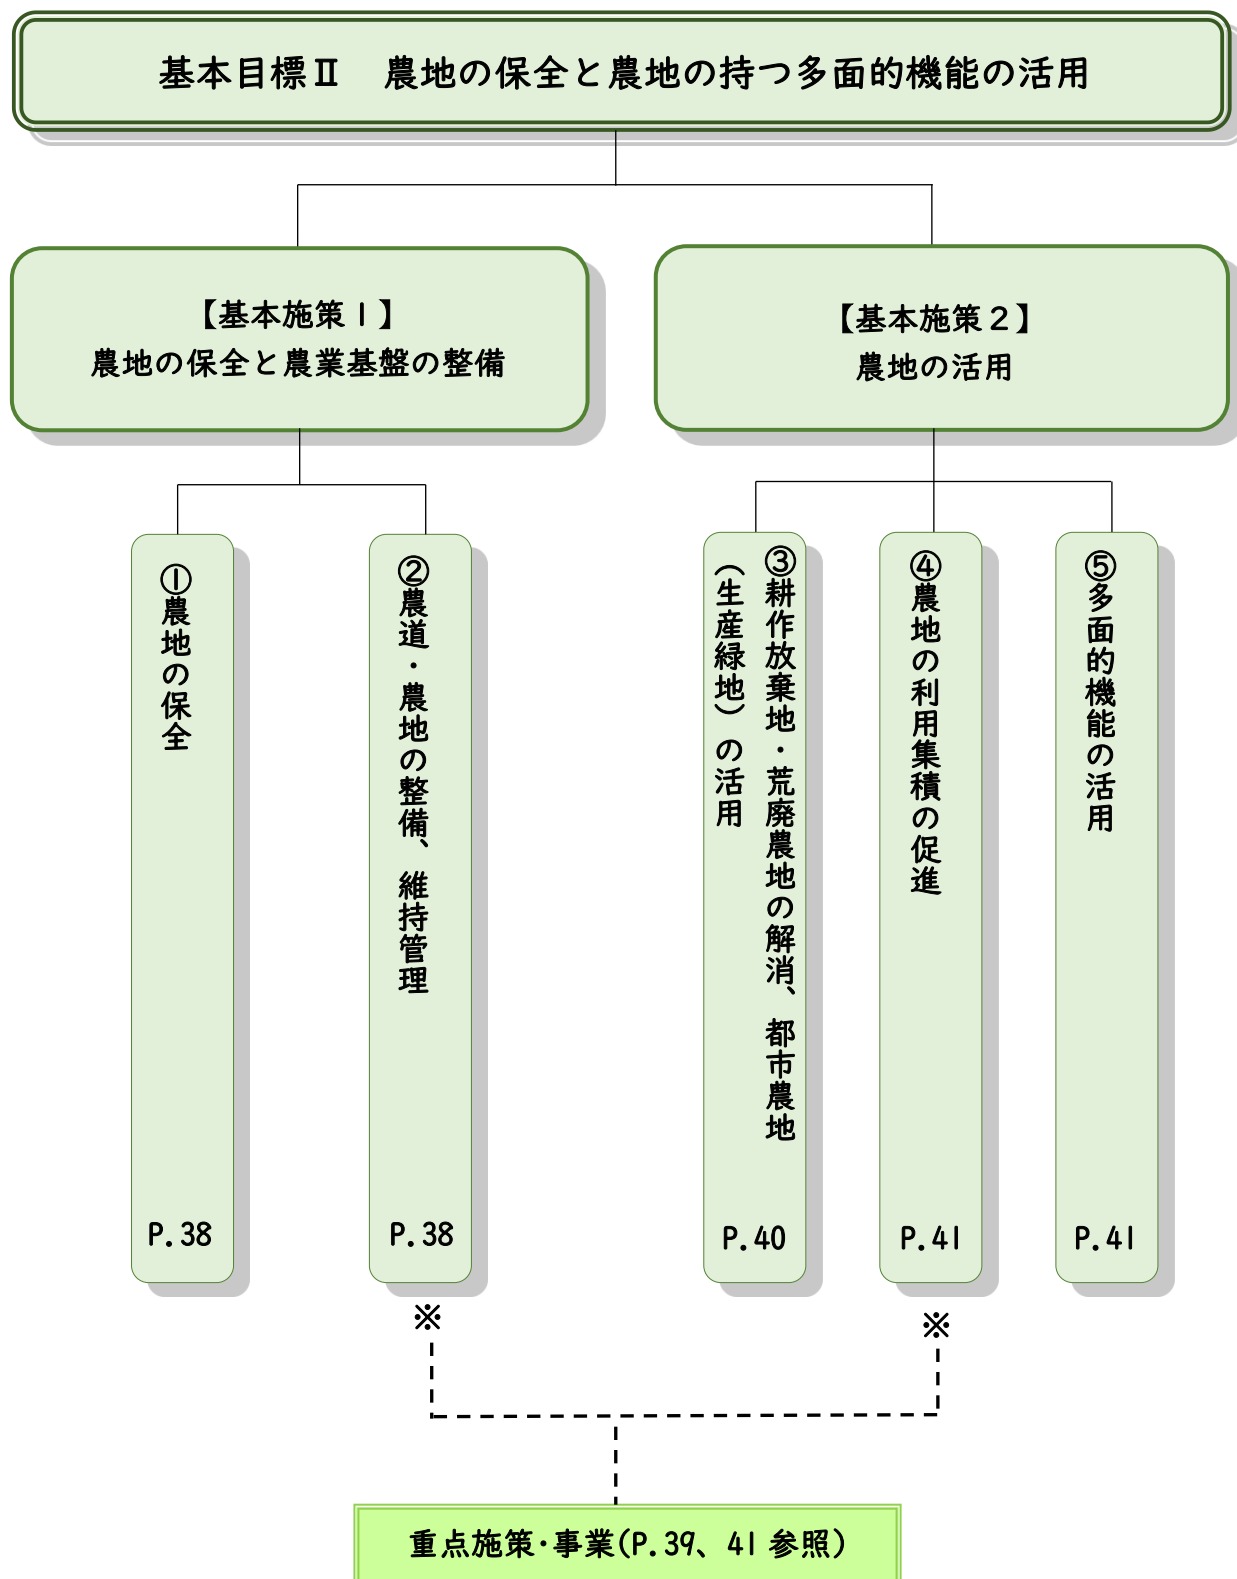 基本目標Ⅱ　農地の保全と農地の持つ多面的機能の活用
【基本施策１】
農地の保全と農業基盤の整備
【基本施策２】
農地の活用
①農地の保全
P.38
②農道・農地の整備、維持管理
P.38
③耕作放棄地・荒廃農地の解消、都市農地
（生産緑地）の活用
P.40
④農地の利用集積の促進
P.41
⑤多面的機能の活用
P.41
※
※
重点施策・事業(P.39、41参照)